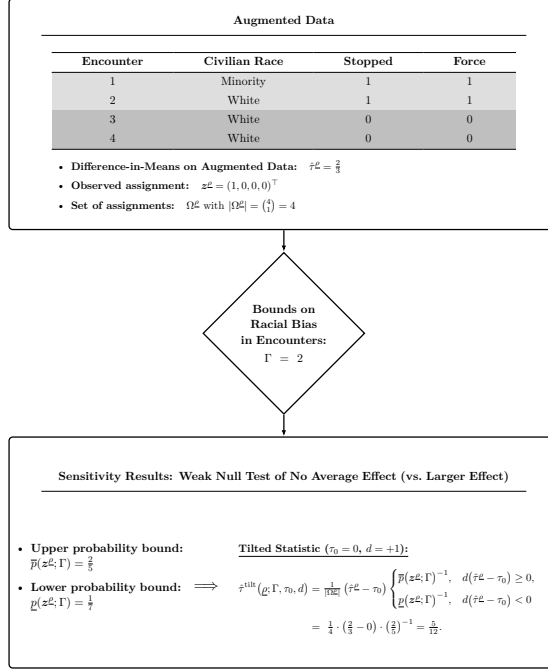 Augmented Data
Encounter Civilian Race Stopped Force
1 Minority 1 1
2 White 1 1
3 White 0 0
4 White 0 0
• Difference-in-Means on Augmented Data: τ̂^ρ̲ = 2/3
• Observed assignment: z^ρ̲ = (1, 0, 0, 0)^⊤
• Set of assignments: Ω^ρ̲ with |Ω^ρ̲| = (4 1) = 4
Bounds on
Racial Bias
in Encounters:
Γ = 2
Sensitivity Results: Weak Null Test of No Average Effect (vs. Larger Effect)
• Upper probability bound:
p̅(z^ρ̲; Γ) = 2/5
• Lower probability bound:
p̲(z^ρ̲; Γ) = 1/7
⟹
Tilted Statistic (τ₀ = 0, d = +1):
τ̂^tilt(ρ̲; Γ, τ₀, d) = 1/|Ω^ρ̲| (τ̂^ρ̲ − τ₀) { p̅(z^ρ̲; Γ)^−1, d(τ̂^ρ̲ − τ₀) ≥ 0,
p̲(z^ρ̲; Γ)^−1, d(τ̂^ρ̲ − τ₀) < 0
= 1/4 · (2/3 − 0) · (2/5)^−1 = 5/12.